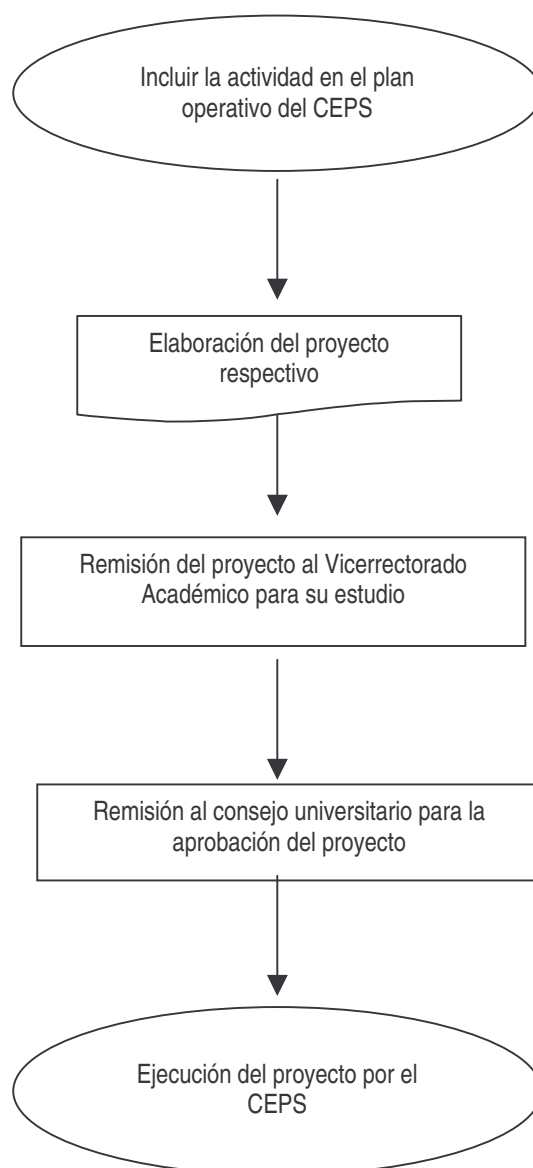 Incluir la actividad en el plan
operativo del CEPS
Elaboración del proyecto
respectivo
Remisión del proyecto al Vicerrectorado
Académico para su estudio
Remisión al consejo universitario para la
aprobación del proyecto
Ejecución del proyecto por el
CEPS